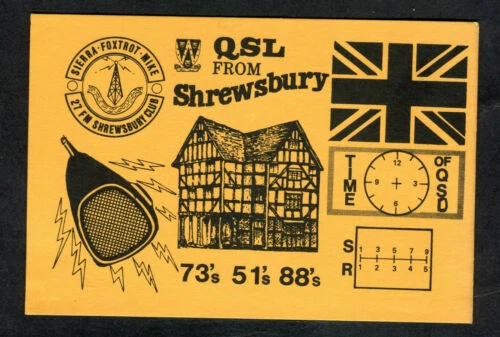 SIERRA · FOXTROT · MIKE
27 FM SHREWSBURY CLUB
QSL
FROM
Shrewsbury
TIME
OF QSO
12
9 3
6
S
R
1 3 5 7 9
1 2 3 4 5
73's 51's 88's